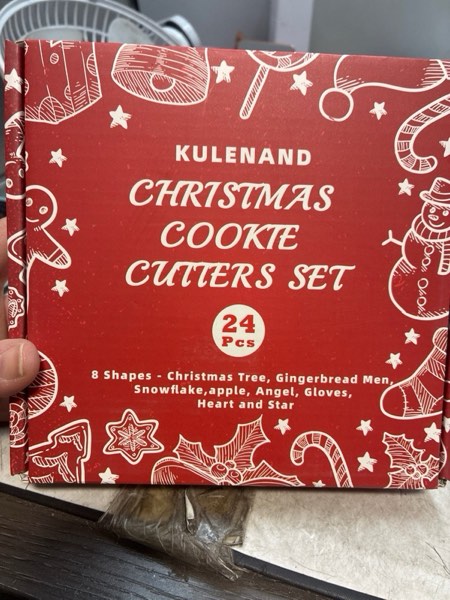 KULENAND
CHRISTMAS
COOKIE
CUTTERS SET
24
Pcs
8 Shapes - Christmas Tree, Gingerbread Men,
Snowflake,apple, Angel, Gloves,
Heart and Star